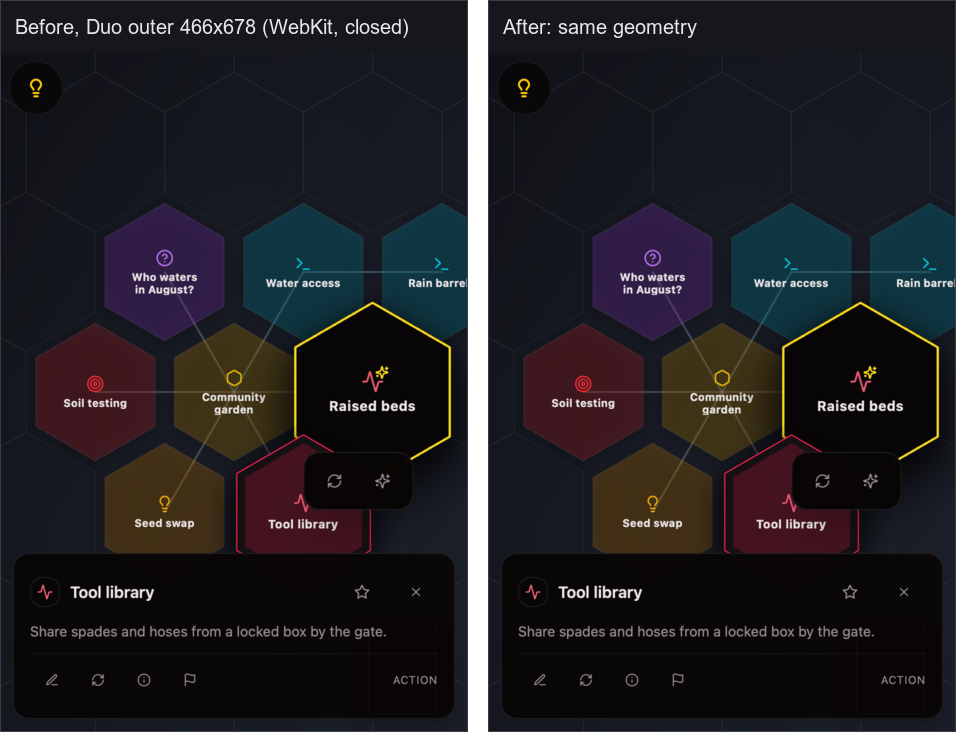 Before, Duo outer 466x678 (WebKit, closed)
Who waters
in August?
Water access
Rain barrel
Soil testing
Community
garden
Raised beds
Seed swap
Tool library
Tool library
Share spades and hoses from a locked box by the gate.
ACTION
After: same geometry
Who waters
in August?
Water access
Rain barre
Soil testing
Community
garden
Raised beds
Seed swap
Tool library
Tool library
Share spades and hoses from a locked box by the gate.
ACTION